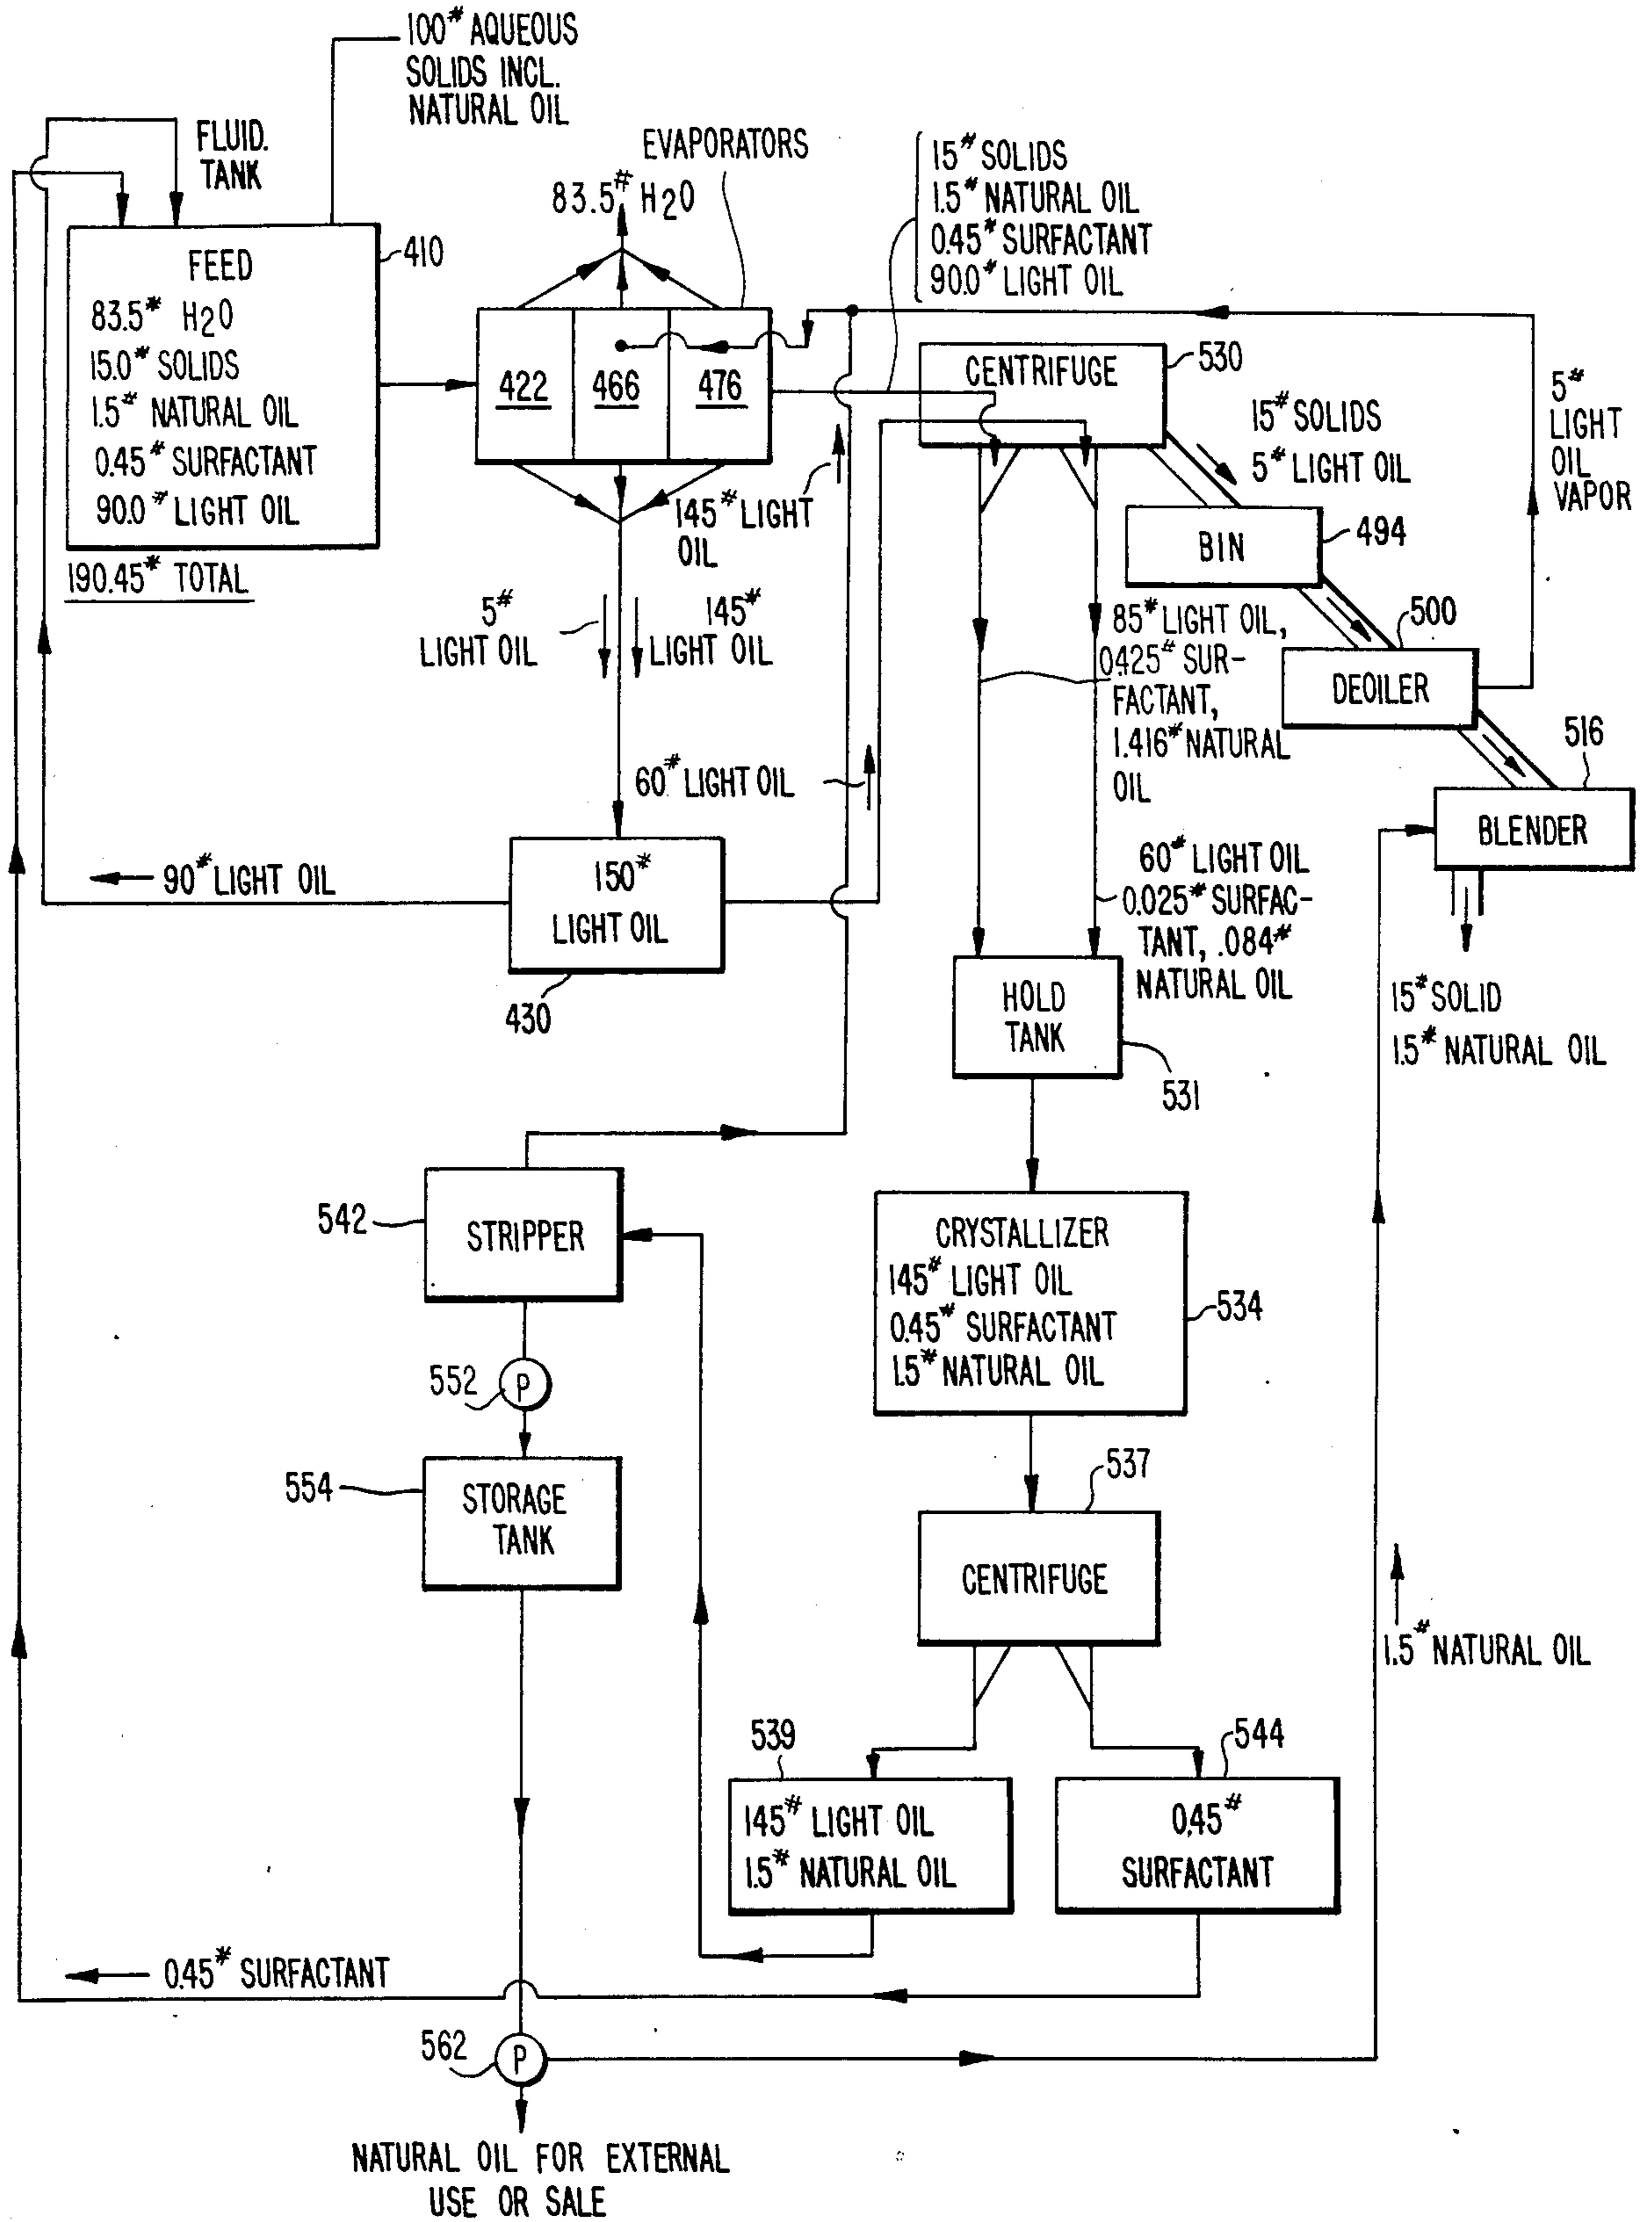 100# AQUEOUS
SOLIDS INCL.
NATURAL OIL
FLUID.
TANK
EVAPORATORS
83.5# H2O
15# SOLIDS
1.5# NATURAL OIL
0.45# SURFACTANT
90.0# LIGHT OIL
FEED
410
83.5# H2O
15.0# SOLIDS
1.5# NATURAL OIL
0.45# SURFACTANT
90.0# LIGHT OIL
190.45# TOTAL
422
466
476
CENTRIFUGE
530
15# SOLIDS
5# LIGHT OIL
5#
LIGHT
OIL
VAPOR
145# LIGHT
OIL
BIN
494
5#
LIGHT OIL
145#
LIGHT OIL
85# LIGHT OIL,
0.425# SUR-
FACTANT,
1.416# NATURAL
OIL
500
DEOILER
516
BLENDER
60# LIGHT OIL
90# LIGHT OIL
150#
LIGHT OIL
430
60# LIGHT OIL
0.025# SURFAC-
TANT, .084#
NATURAL OIL
HOLD
TANK
531
15# SOLID
1.5# NATURAL OIL
542
STRIPPER
CRYSTALLIZER
145# LIGHT OIL
0.45# SURFACTANT
1.5# NATURAL OIL
534
552
P
554
STORAGE
TANK
537
CENTRIFUGE
1.5# NATURAL OIL
539
145# LIGHT OIL
1.5# NATURAL OIL
544
0.45#
SURFACTANT
0.45# SURFACTANT
562
P
NATURAL OIL FOR EXTERNAL
USE OR SALE